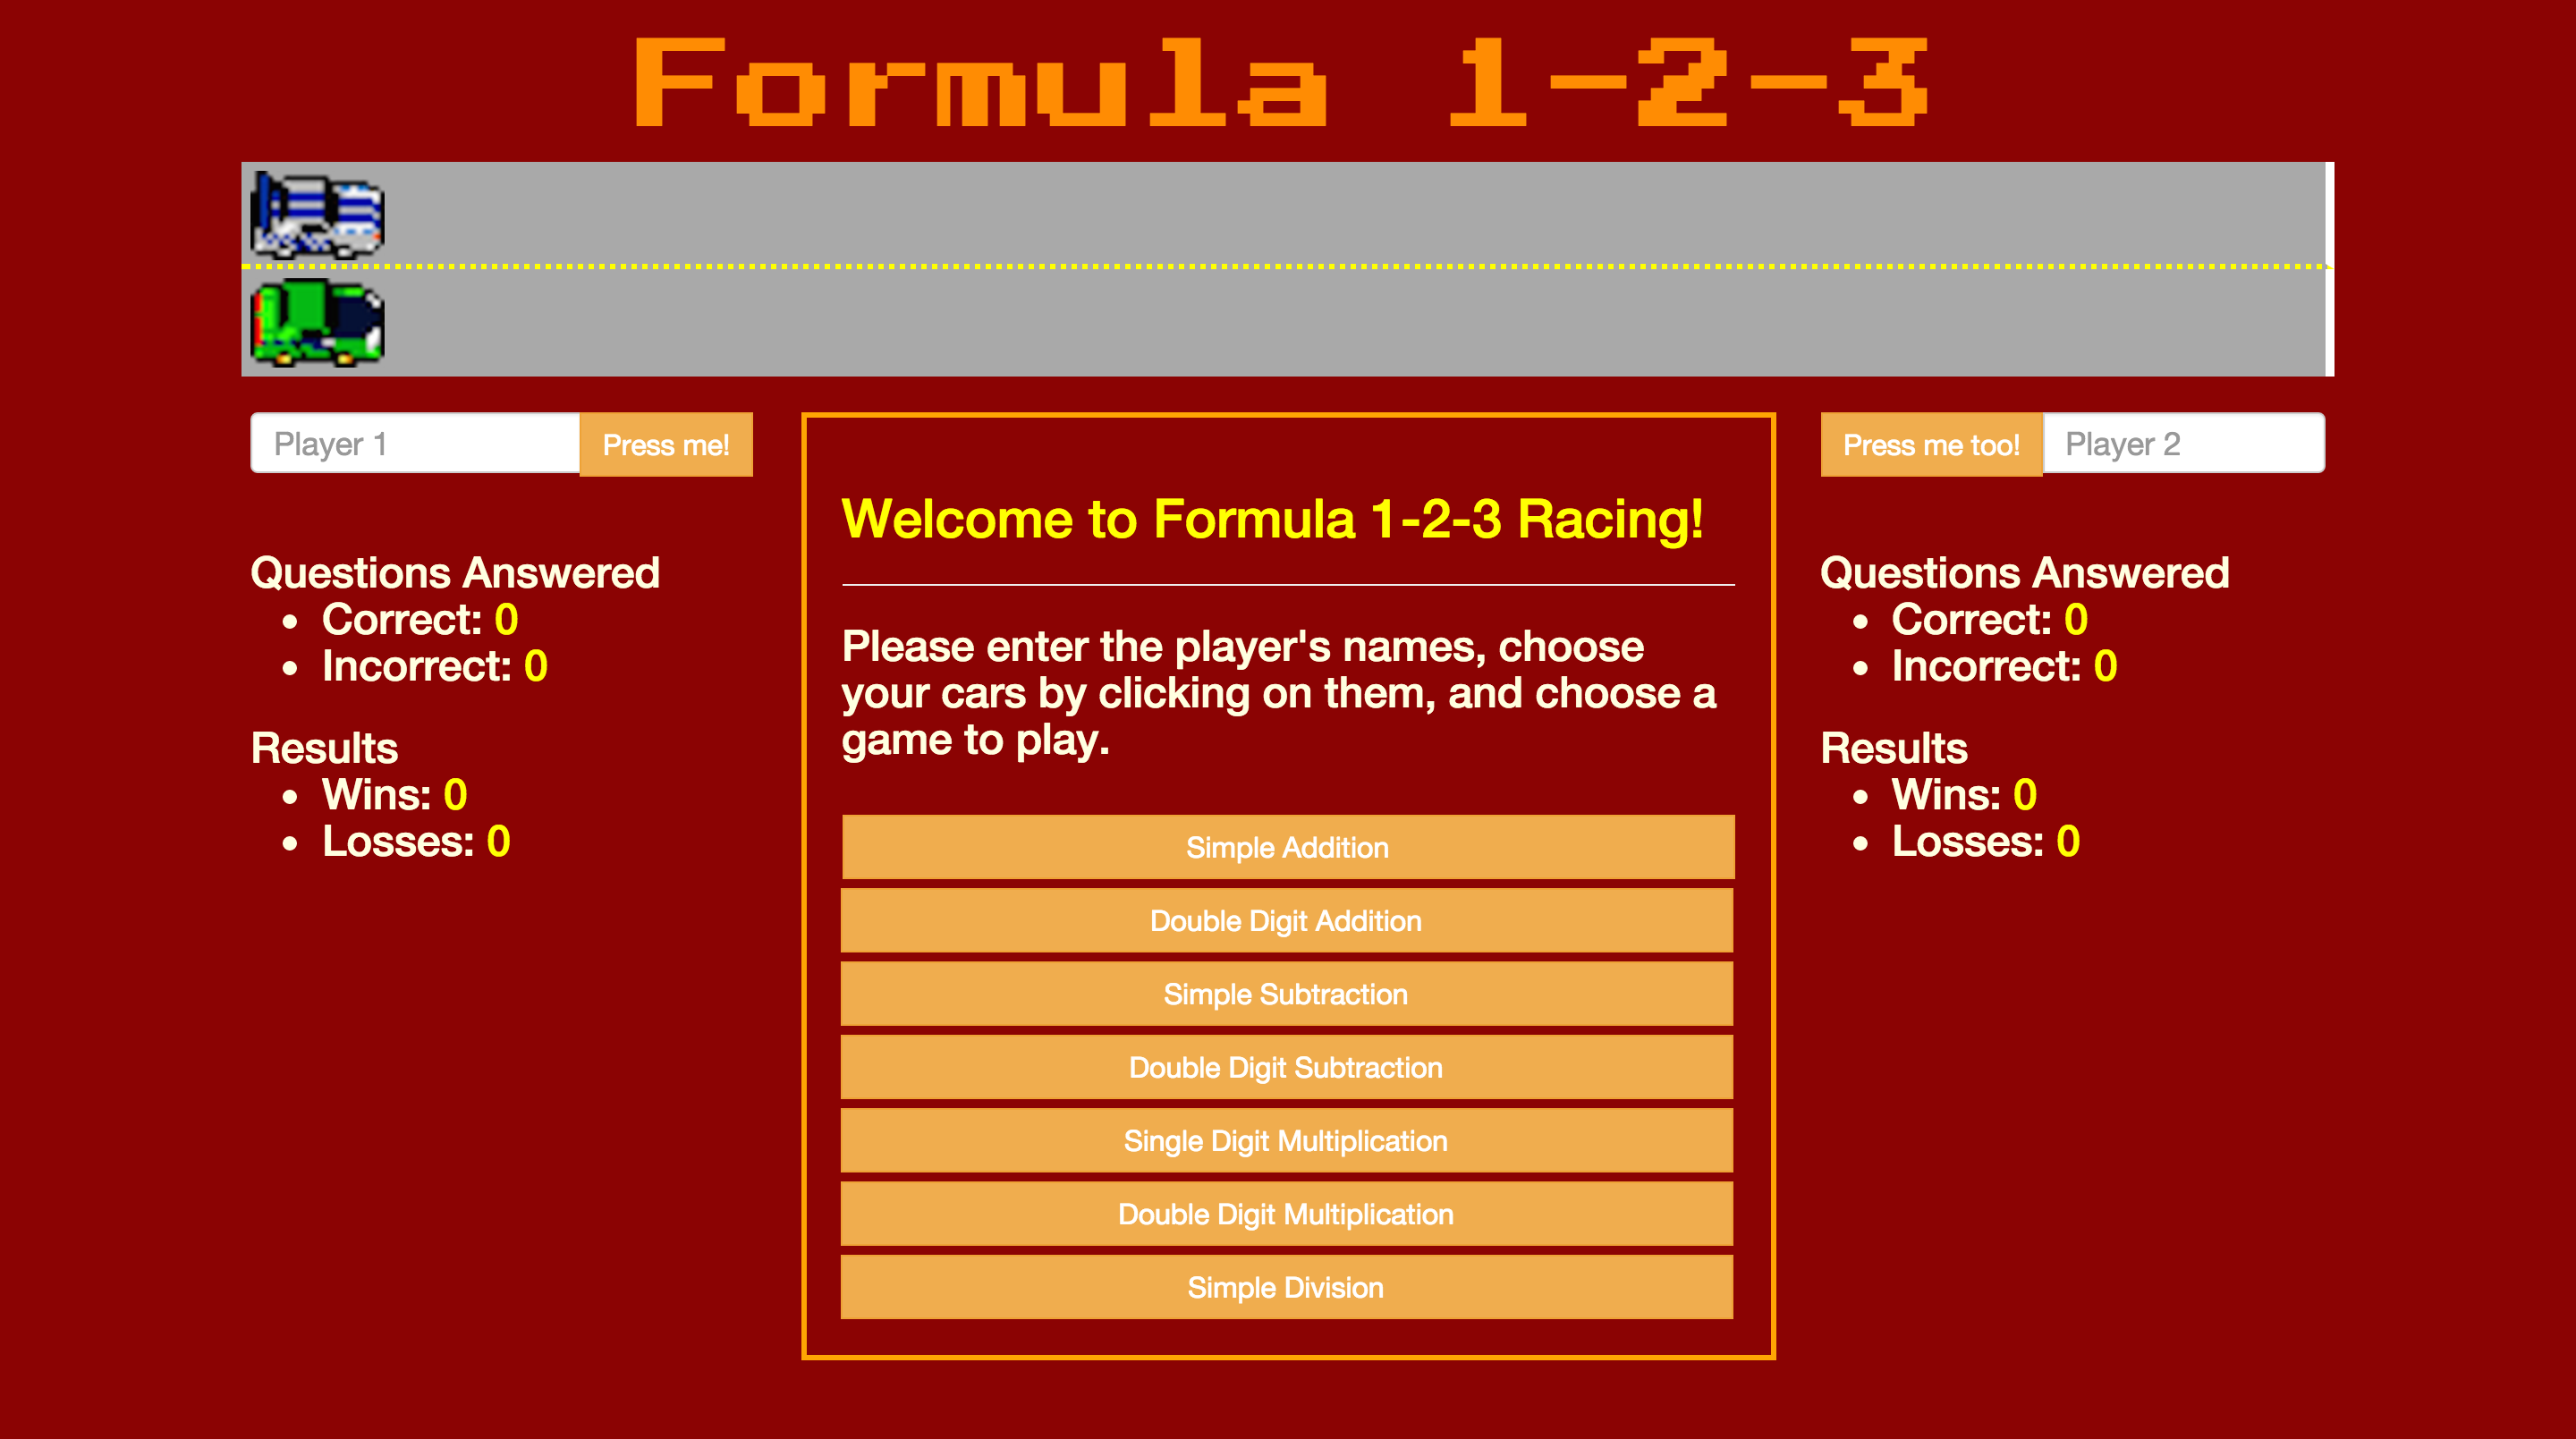 Formula 1-2-3
Player 1
Press me!
Questions Answered
Correct: 0
Incorrect: 0
Results
Wins: 0
Losses: 0
Welcome to Formula 1-2-3 Racing!
Please enter the player's names, choose
your cars by clicking on them, and choose a
game to play.
Simple Addition
Double Digit Addition
Simple Subtraction
Double Digit Subtraction
Single Digit Multiplication
Double Digit Multiplication
Simple Division
Press me too!
Player 2
Questions Answered
Correct: 0
Incorrect: 0
Results
Wins: 0
Losses: 0